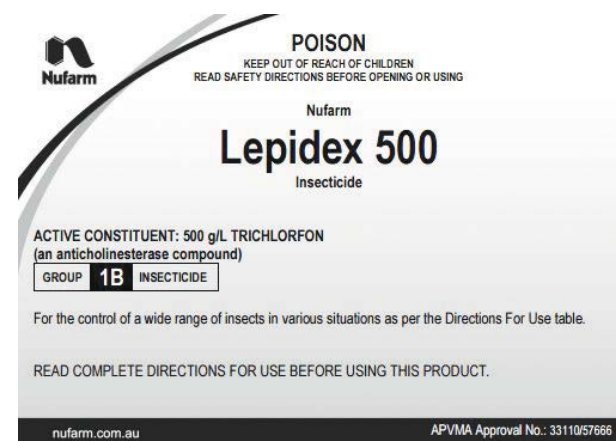 POISON
KEEP OUT OF REACH OF CHILDREN
READ SAFETY DIRECTIONS BEFORE OPENING OR USING
Nufarm
Nufarm
Lepidex 500
Insecticide
ACTIVE CONSTITUENT: 500 g/L TRICHLORFON
(an anticholinesterase compound)
GROUP 1B INSECTICIDE
For the control of a wide range of insects in various situations as per the Directions For Use table.
READ COMPLETE DIRECTIONS FOR USE BEFORE USING THIS PRODUCT.
nufarm.com.au APVMA Approval No.: 33110/57666